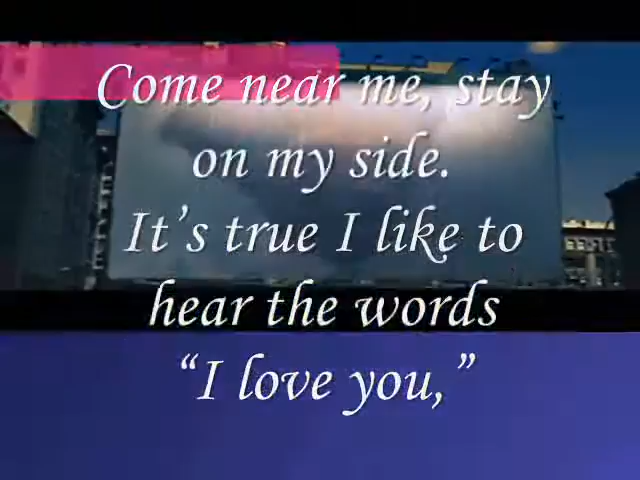 Come near me, stay
on my side.
It’s true I like to
hear the words
“I love you,”